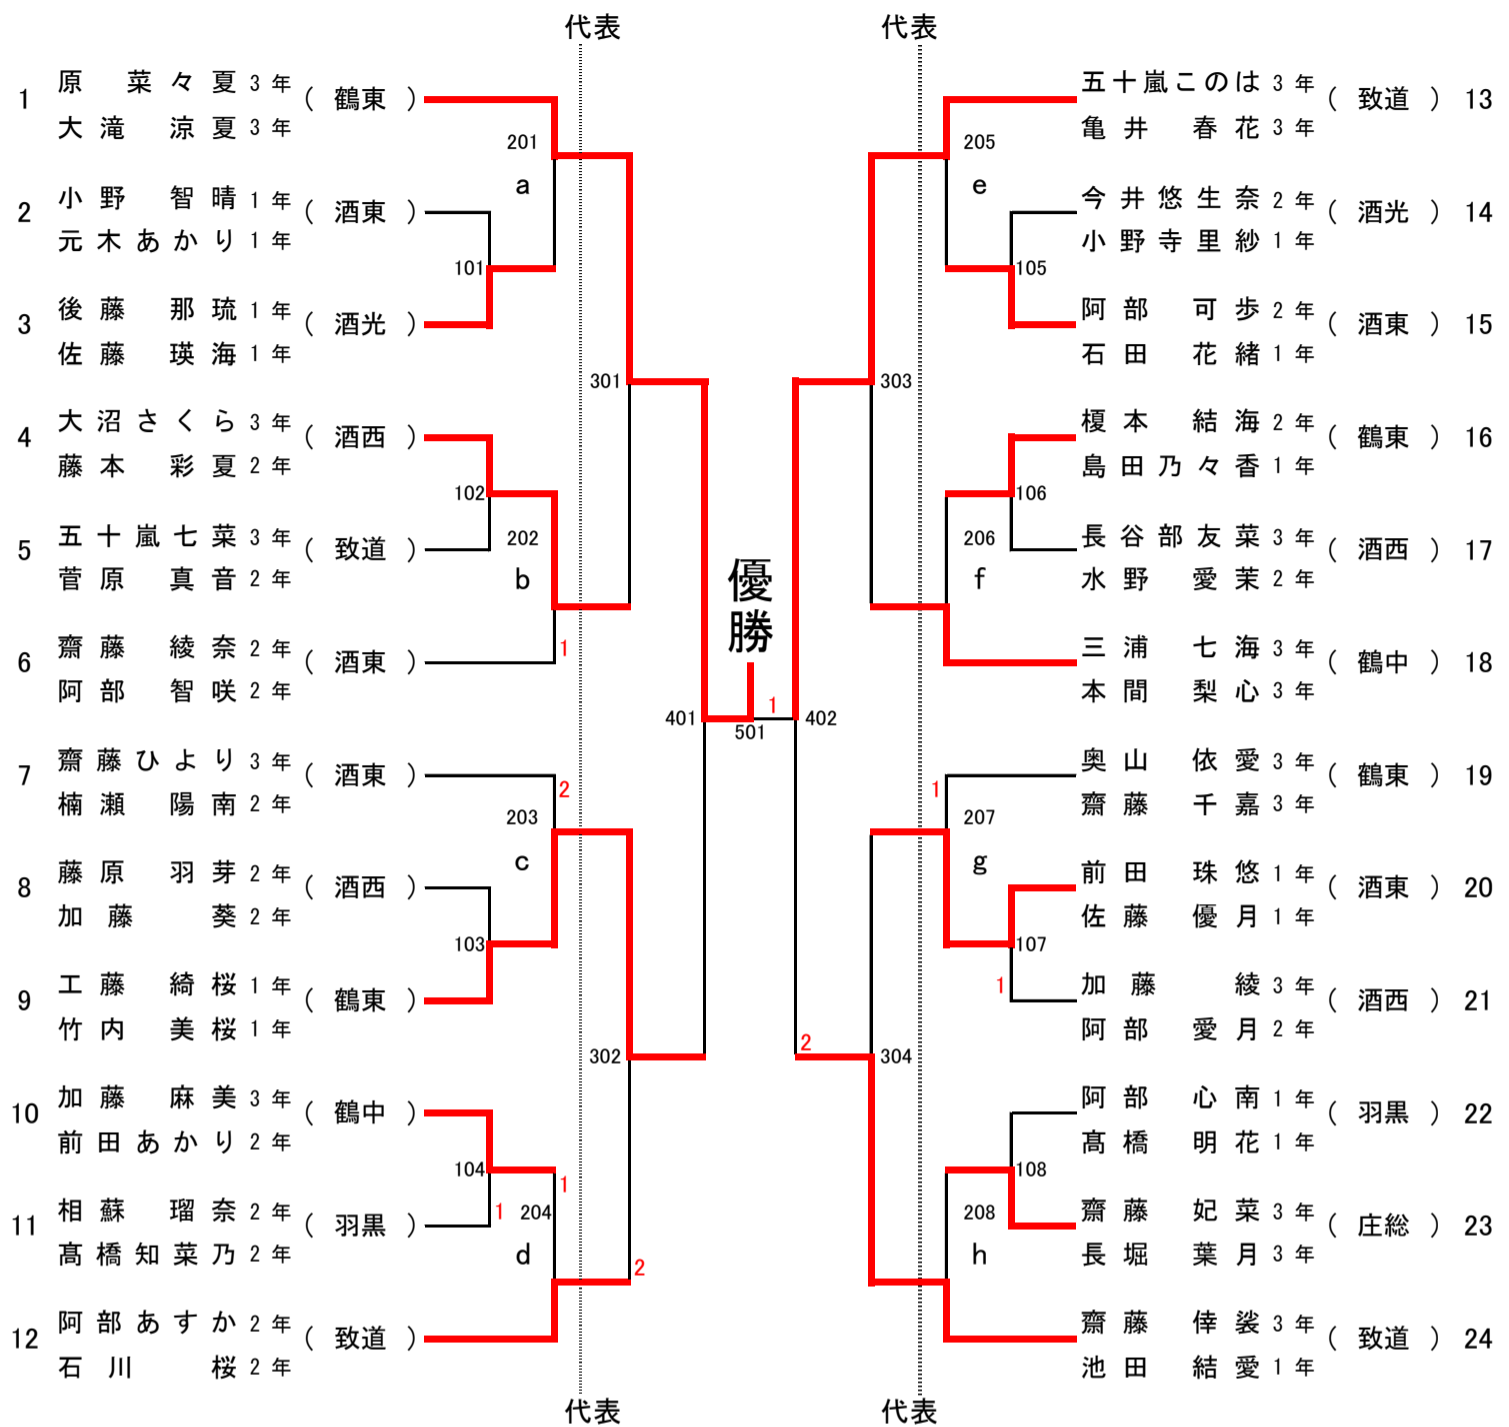 代表
代表
1 原 菜々夏 3年 ( 鶴東 )
大滝 涼夏 3年
2 小野 智晴 1年 ( 酒東 )
元木あかり 1年
3 後藤 那琉 1年 ( 酒光 )
佐藤 瑛海 1年
4 大沼さくら 3年 ( 酒西 )
藤本 彩夏 2年
5 五十嵐七菜 3年 ( 致道 )
菅原 真音 2年
6 齋藤 綾奈 2年 ( 酒東 )
阿部 智咲 2年
7 齋藤ひより 3年 ( 酒東 )
楠瀬 陽南 2年
8 藤原 羽芽 2年 ( 酒西 )
加藤 葵 2年
9 工藤 綺桜 1年 ( 鶴東 )
竹内 美桜 1年
10 加藤 麻美 3年 ( 鶴中 )
前田あかり 2年
11 相蘇 瑠奈 2年 ( 羽黒 )
髙橋知菜乃 2年
12 阿部あすか 2年 ( 致道 )
石川 桜 2年
201
a
101
301
102
202
b
1
401
2
203
c
103
302
104
1
1
204
d
2
優勝
501
1
五十嵐このは 3年 ( 致道 ) 13
亀井 春花 3年
今井悠生奈 2年 ( 酒光 ) 14
小野寺里紗 1年
阿部 可歩 2年 ( 酒東 ) 15
石田 花緒 1年
榎本 結海 2年 ( 鶴東 ) 16
島田乃々香 1年
長谷部友菜 3年 ( 酒西 ) 17
水野 愛茉 2年
三浦 七海 3年 ( 鶴中 ) 18
本間 梨心 3年
奥山 依愛 3年 ( 鶴東 ) 19
齋藤 千嘉 3年
前田 珠悠 1年 ( 酒東 ) 20
佐藤 優月 1年
加藤 綾 3年 ( 酒西 ) 21
阿部 愛月 2年
阿部 心南 1年 ( 羽黒 ) 22
髙橋 明花 1年
齋藤 妃菜 3年 ( 庄総 ) 23
長堀 葉月 3年
齋藤 倖裟 3年 ( 致道 ) 24
池田 結愛 1年
205
e
105
303
106
206
f
402
1
207
g
107
1
2
304
108
208
h
代表
代表